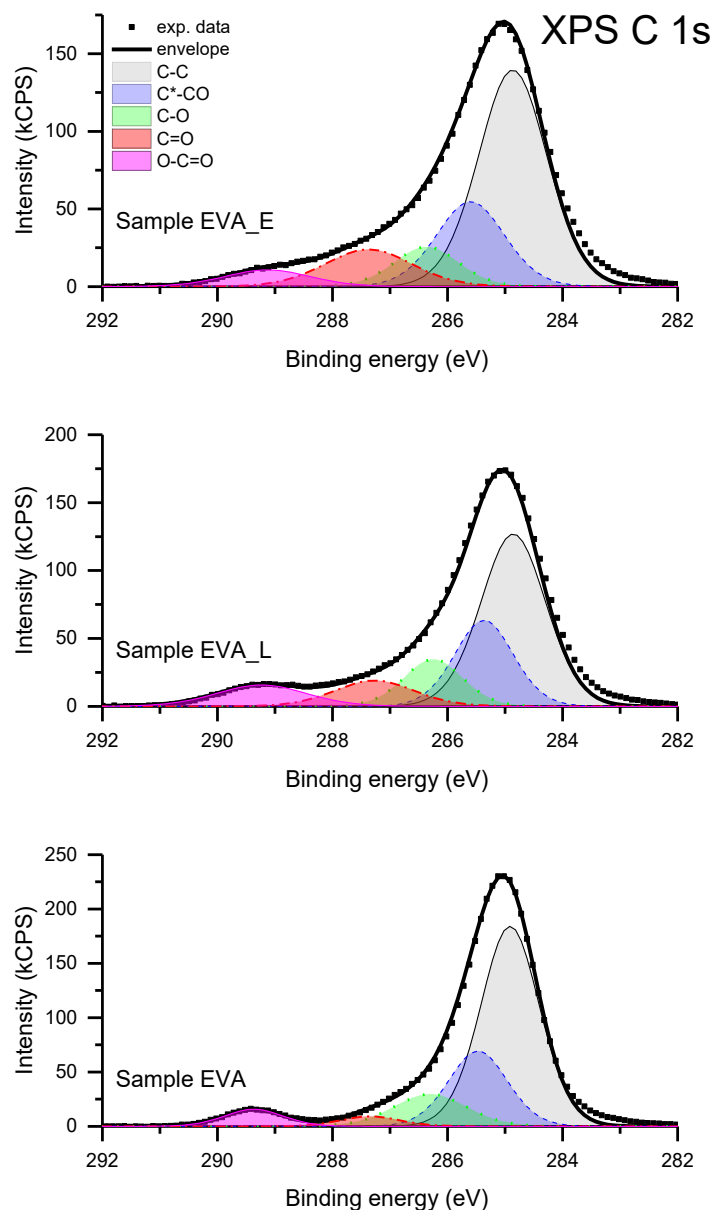 XPS C 1s
exp. data
envelope
C-C
C*-CO
C-O
C=O
O-C=O
Intensity (kCPS)
150
100
50
0
Sample EVA_E
292 290 288 286 284 282
Binding energy (eV)
Intensity (kCPS)
200
150
100
50
0
Sample EVA_L
292 290 288 286 284 282
Binding energy (eV)
Intensity (kCPS)
250
200
150
100
50
0
Sample EVA
292 290 288 286 284 282
Binding energy (eV)